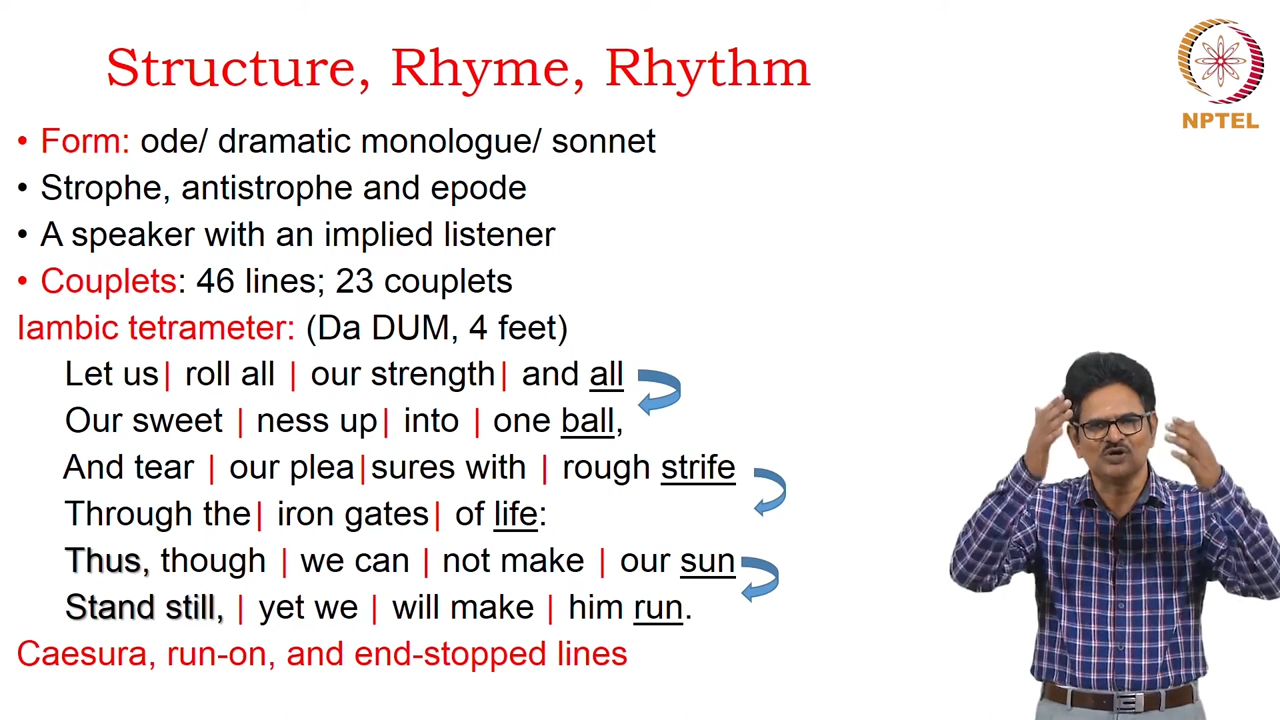 Structure, Rhyme, Rhythm
NPTEL
• Form: ode/ dramatic monologue/ sonnet
• Strophe, antistrophe and epode
• A speaker with an implied listener
• Couplets: 46 lines; 23 couplets
Iambic tetrameter: (Da DUM, 4 feet)
Let us| roll all | our strength| and all
Our sweet | ness up| into | one ball,
And tear | our plea|sures with | rough strife
Through the| iron gates| of life:
Thus, though | we can | not make | our sun
Stand still, | yet we | will make | him run.
Caesura, run-on, and end-stopped lines